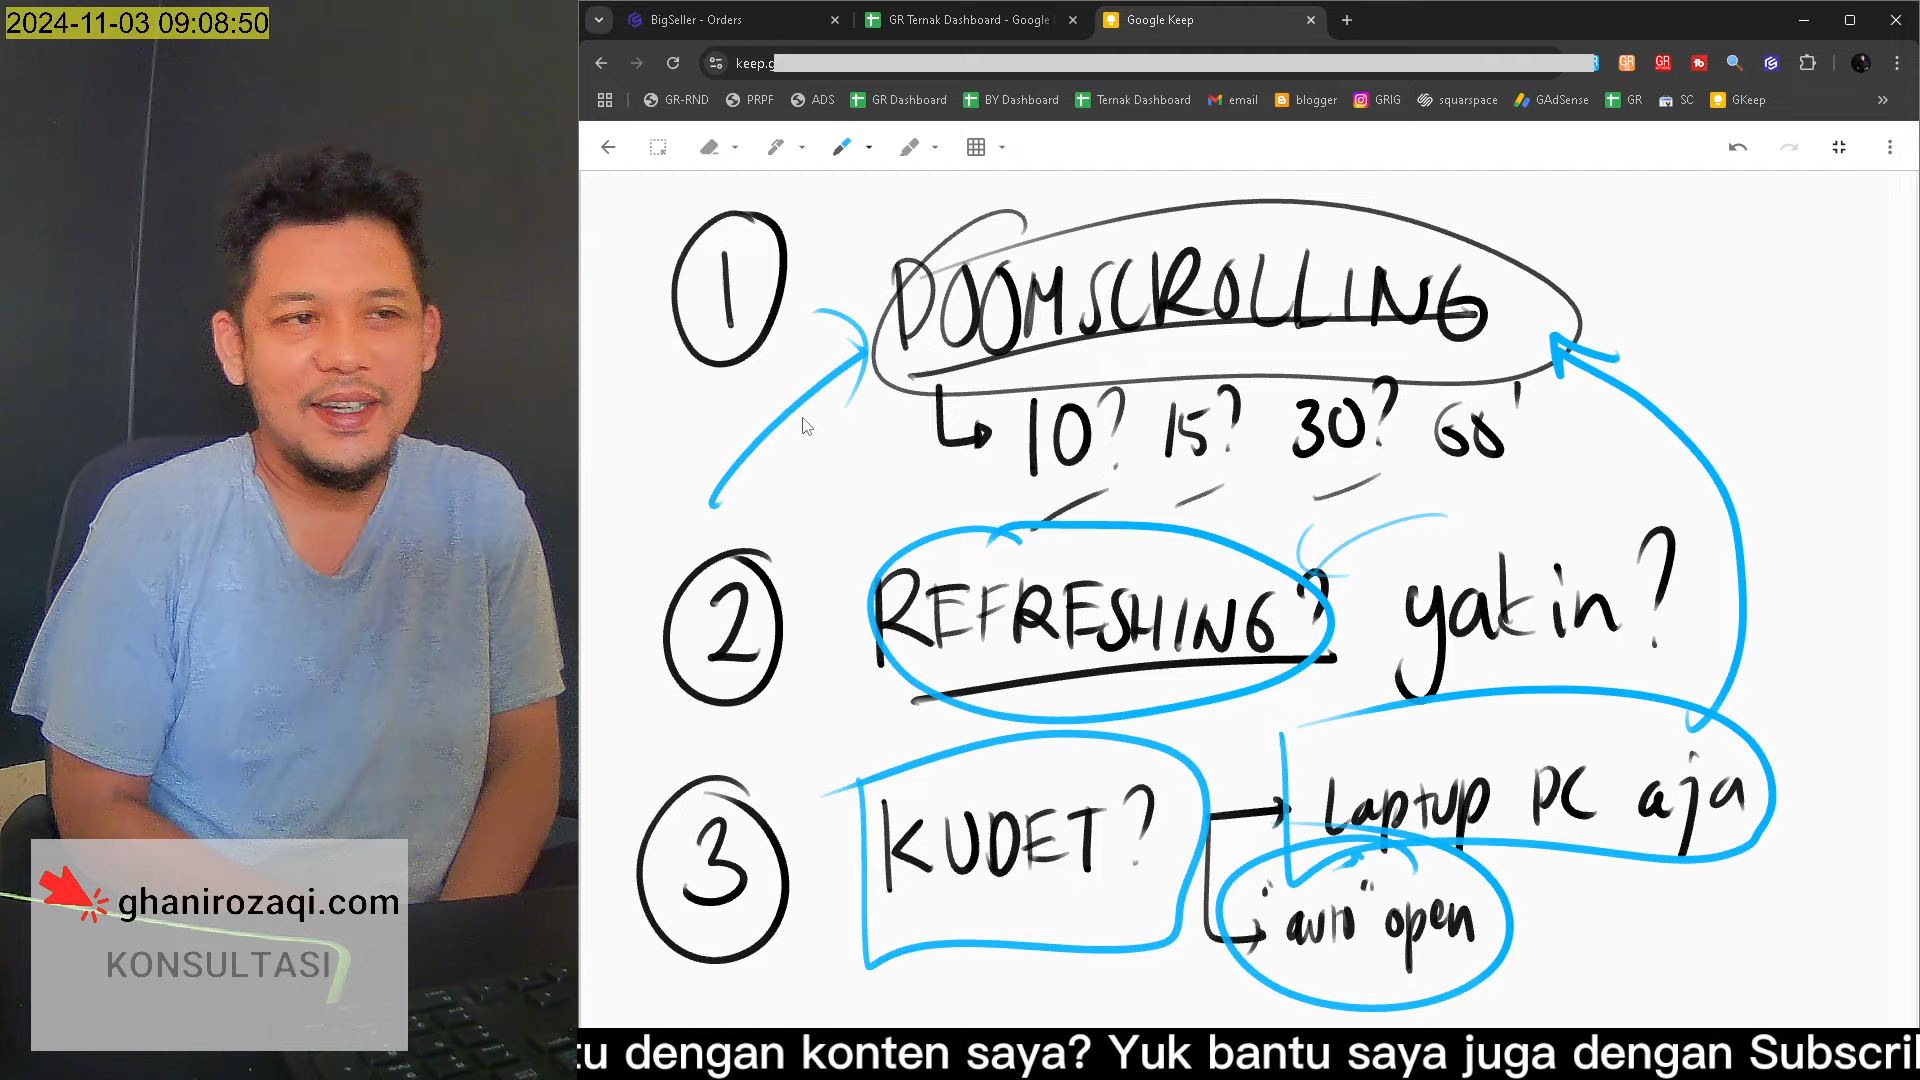 2024-11-03 09:08:50
BigSeller - Orders
GR Ternak Dashboard - Google
Google Keep
keep.g
GR-RND
PRPF
ADS
GR Dashboard
BY Dashboard
Ternak Dashboard
email
blogger
GRIG
squarspace
GAdSense
GR
SC
GKeep
1 DOOMSCROLLING
10? 15? 30? 60'
2 REFRESHING? yakin?
3 KUDET? Laptop PC aja
"auto" open
ghanirozaqi.com
KONSULTASI
tu dengan konten saya? Yuk bantu saya juga dengan Subscri